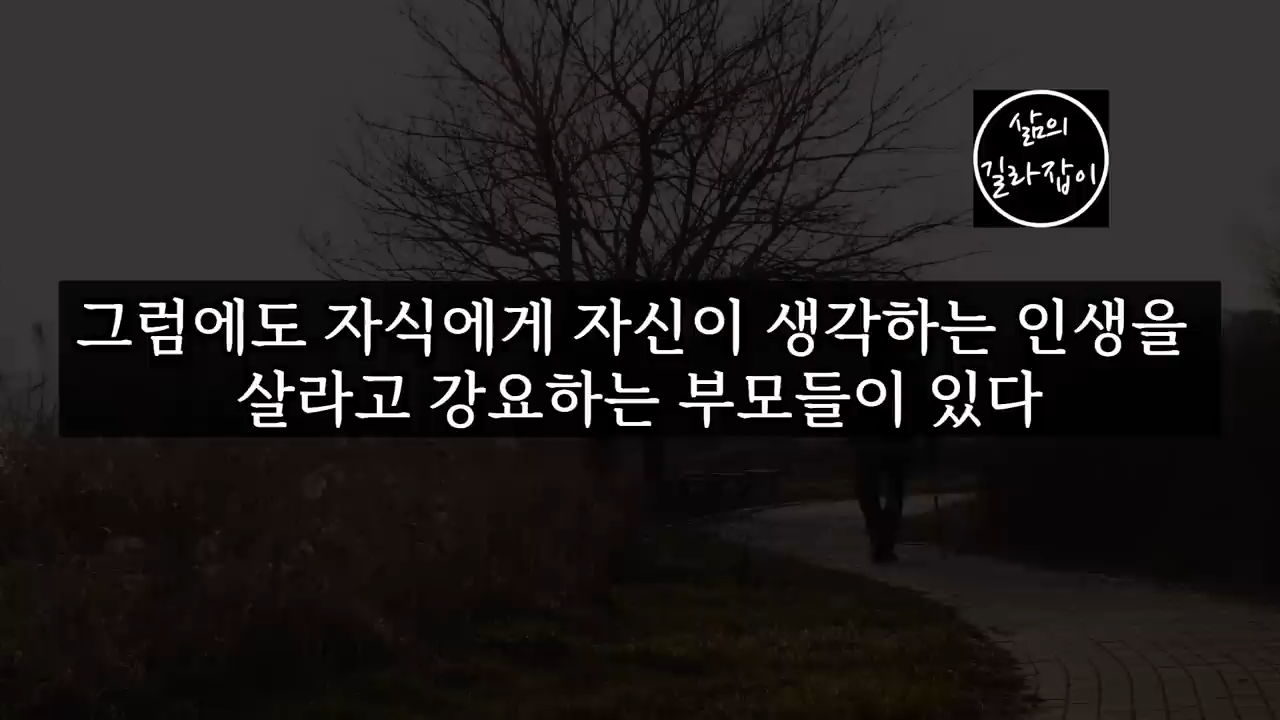 삶의
길라잡이
그럼에도 자식에게 자신이 생각하는 인생을
살라고 강요하는 부모들이 있다